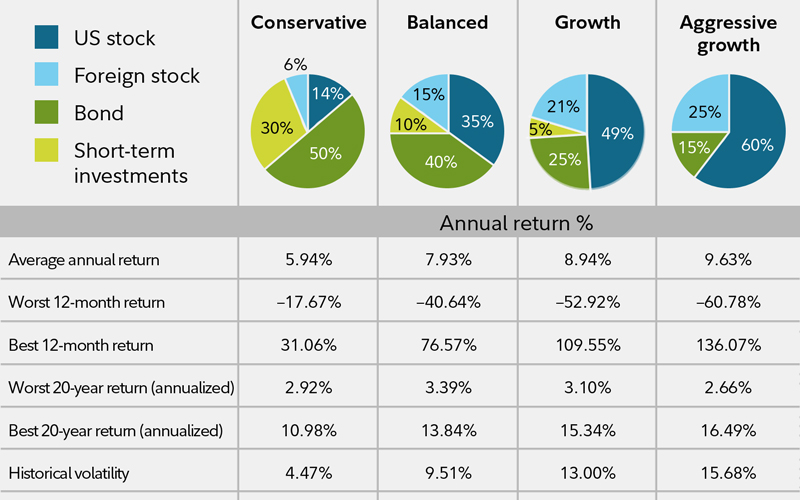 US stock
Foreign stock
Bond
Short-term
investments
Conservative
6%
14%
30%
50%
Balanced
15%
35%
10%
40%
Growth
21%
49%
5%
25%
Aggressive
growth
25%
60%
15%
Annual return %
Average annual return 5.94% 7.93% 8.94% 9.63%
Worst 12-month return –17.67% –40.64% –52.92% –60.78%
Best 12-month return 31.06% 76.57% 109.55% 136.07%
Worst 20-year return (annualized) 2.92% 3.39% 3.10% 2.66%
Best 20-year return (annualized) 10.98% 13.84% 15.34% 16.49%
Historical volatility 4.47% 9.51% 13.00% 15.68%